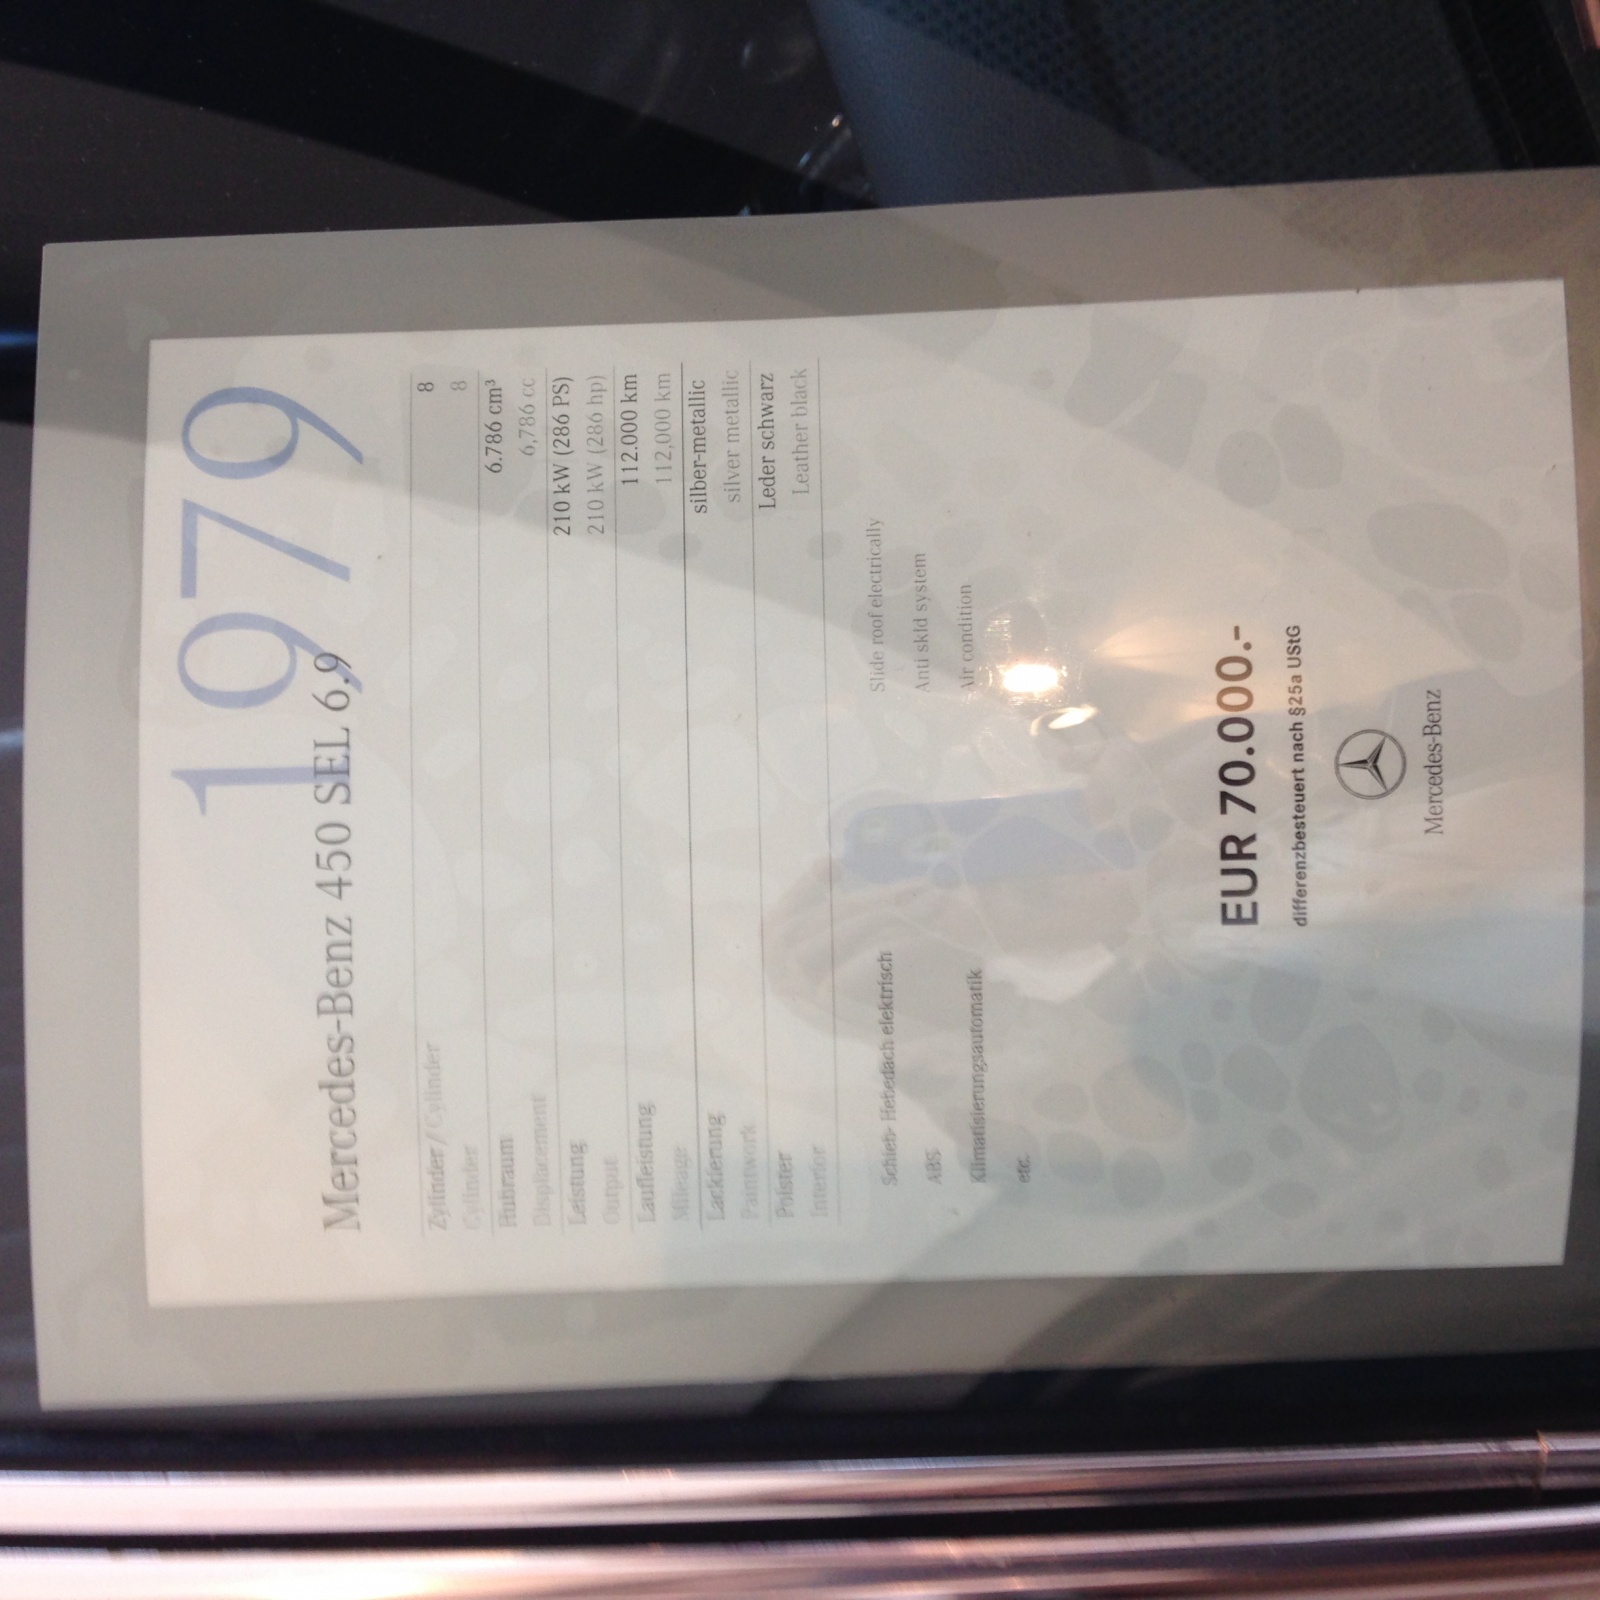 1979
Mercedes-Benz 450 SEL 6.9
Zylinder / Cylinder 8
Cylinder 8
Hubraum 6.786 cm³
Displacement 6,786 cc
Leistung 210 kW (286 PS)
Output 210 kW (286 hp)
Laufleistung 112.000 km
Mileage 112,000 km
Lackierung silber-metallic
Paintwork silver metallic
Polster Leder schwarz
Interior Leather black
Schieb- Hebedach elektrisch Slide roof electrically
ABS Anti skid system
Klimatisierungsautomatik Air condition
etc.
EUR 70.000.-
differenzbesteuert nach §25a UStG
Mercedes-Benz